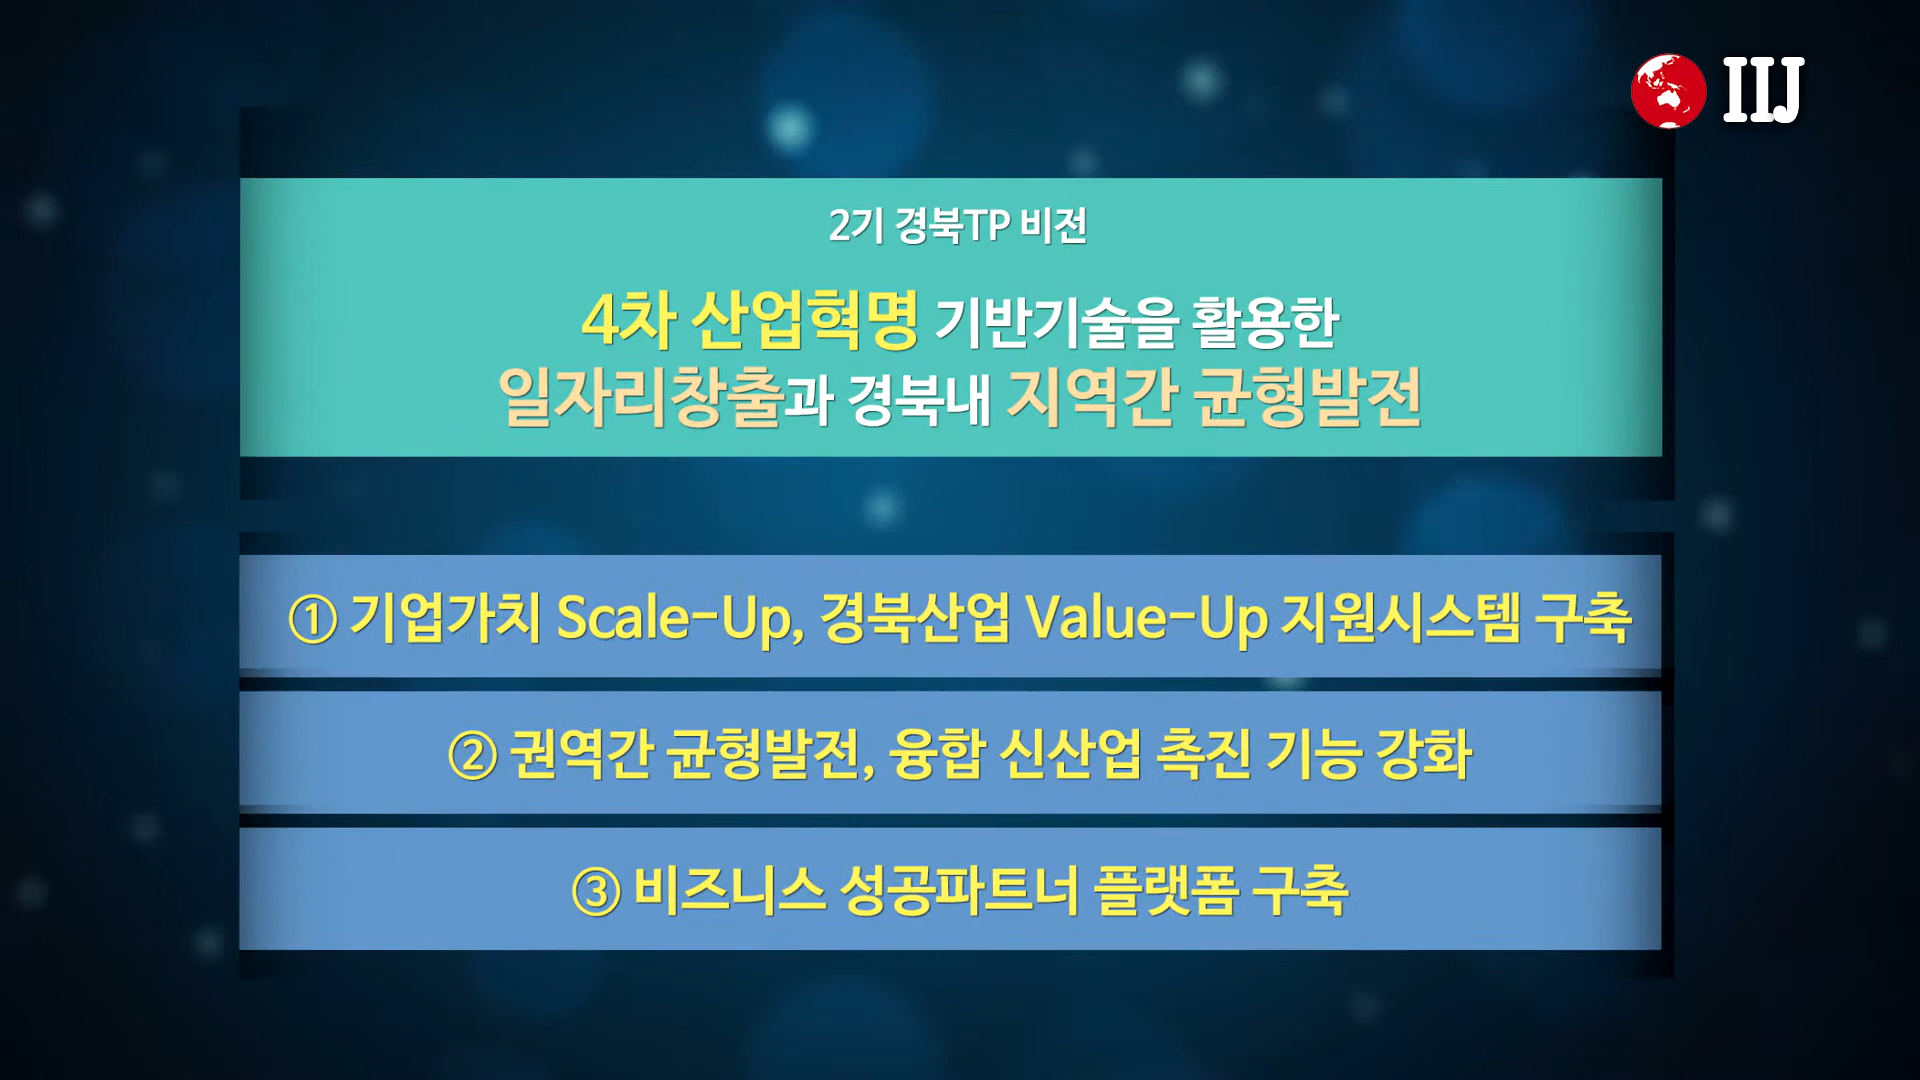 IIJ
2기 경북TP 비전
4차 산업혁명 기반기술을 활용한
일자리창출과 경북내 지역간 균형발전
① 기업가치 Scale-Up, 경북산업 Value-Up 지원시스템 구축
② 권역간 균형발전, 융합 신산업 촉진 기능 강화
③ 비즈니스 성공파트너 플랫폼 구축